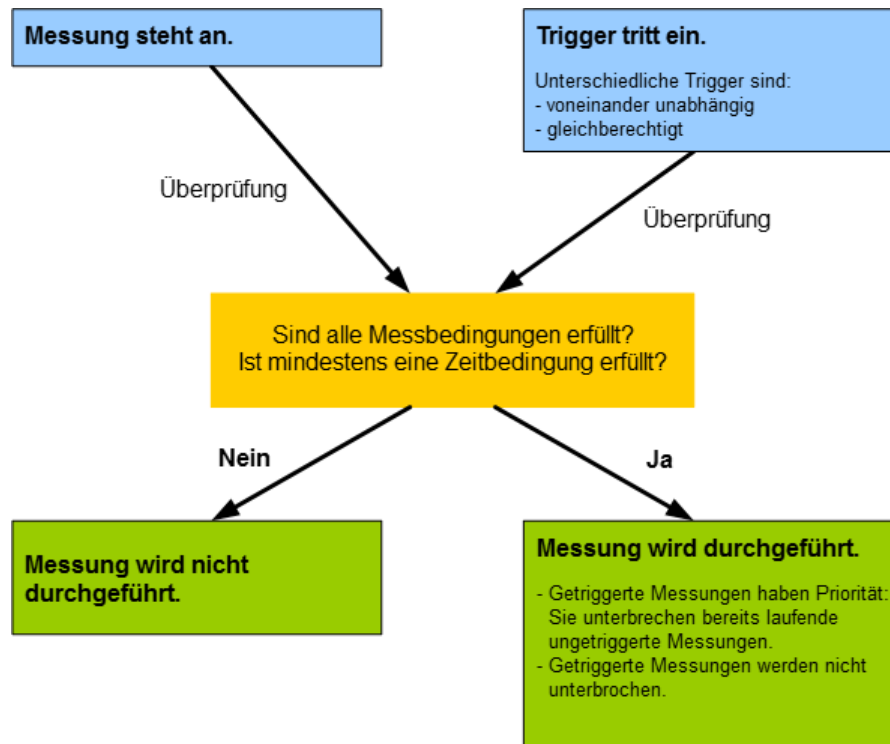 Messung steht an.
Trigger tritt ein.
Unterschiedliche Trigger sind:
- voneinander unabhängig
- gleichberechtigt
Überprüfung
Überprüfung
Sind alle Messbedingungen erfüllt?
Ist mindestens eine Zeitbedingung erfüllt?
Nein
Ja
Messung wird nicht
durchgeführt.
Messung wird durchgeführt.
- Getriggerte Messungen haben Priorität:
Sie unterbrechen bereits laufende
ungetriggerte Messungen.
- Getriggerte Messungen werden nicht
unterbrochen.